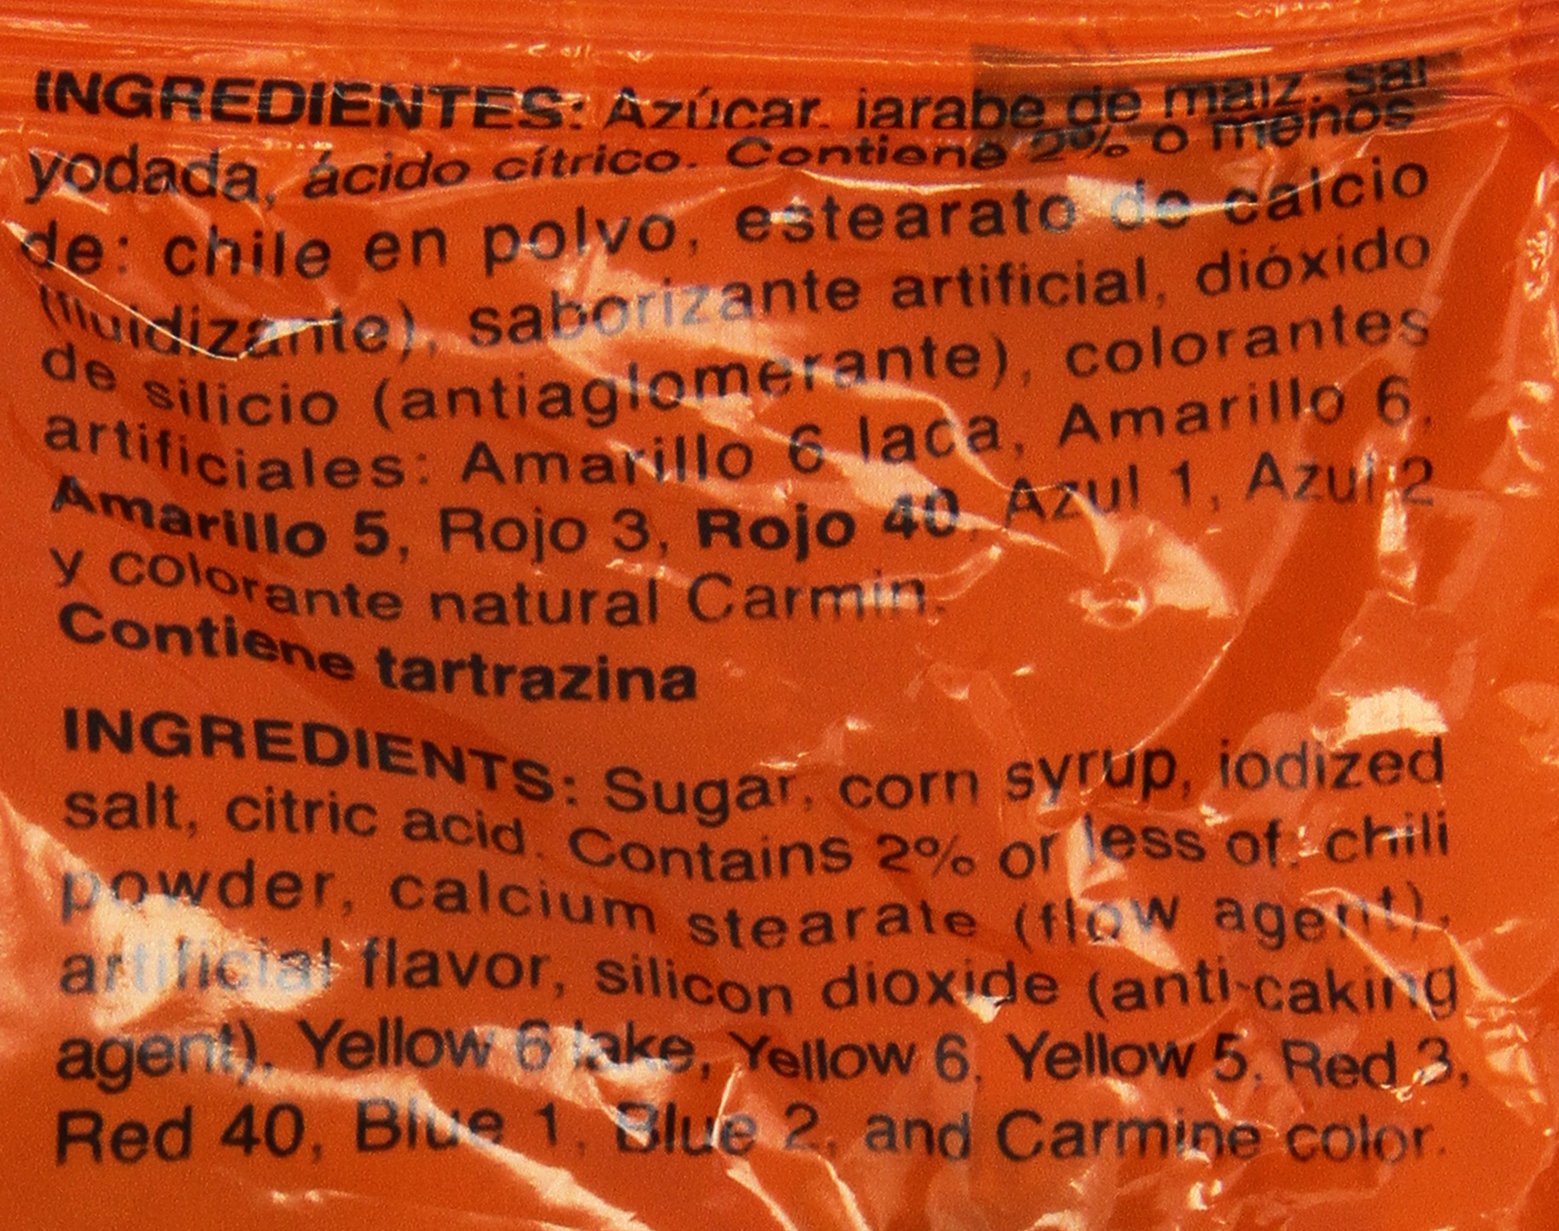 INGREDIENTES: Azúcar, jarabe de maíz, sal
yodada, ácido cítrico. Contiene 2% o menos
de: chile en polvo, estearato de calcio
(fluidizante), saborizante artificial, dióxido
de silicio (antiaglomerante), colorantes
artificiales: Amarillo 6 laca, Amarillo 6,
Amarillo 5, Rojo 3, Rojo 40, Azul 1, Azul 2
y colorante natural Carmín.
Contiene tartrazina
INGREDIENTS: Sugar, corn syrup, iodized
salt, citric acid. Contains 2% or less of: chili
powder, calcium stearate (flow agent),
artificial flavor, silicon dioxide (anti-caking
agent), Yellow 6 lake, Yellow 6, Yellow 5, Red 3,
Red 40, Blue 1, Blue 2, and Carmine color.